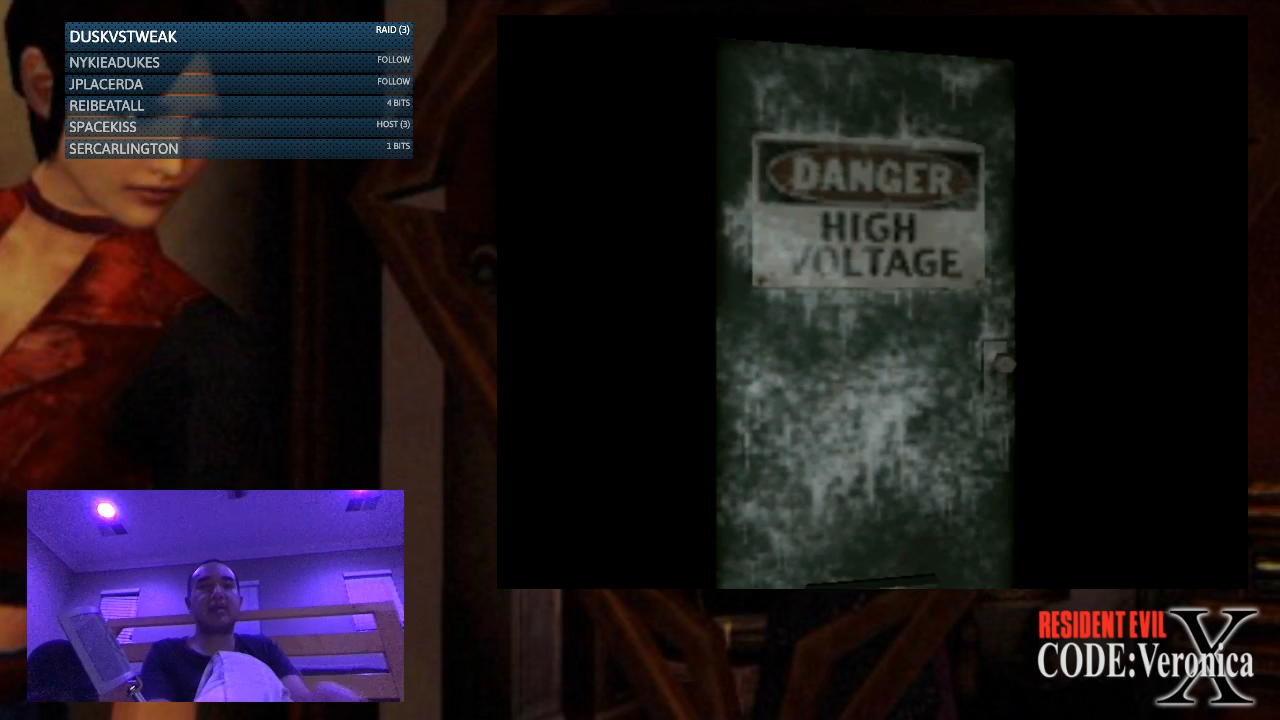 DUSKVSTWEAK RAID (3)
NYKIEADUKES FOLLOW
JPLACERDA FOLLOW
REIBEATALL 4 BITS
SPACEKISS HOST (3)
SERCARLINGTON 1 BITS
DANGER
HIGH
VOLTAGE
RESIDENT EVIL
CODE:Veronica X